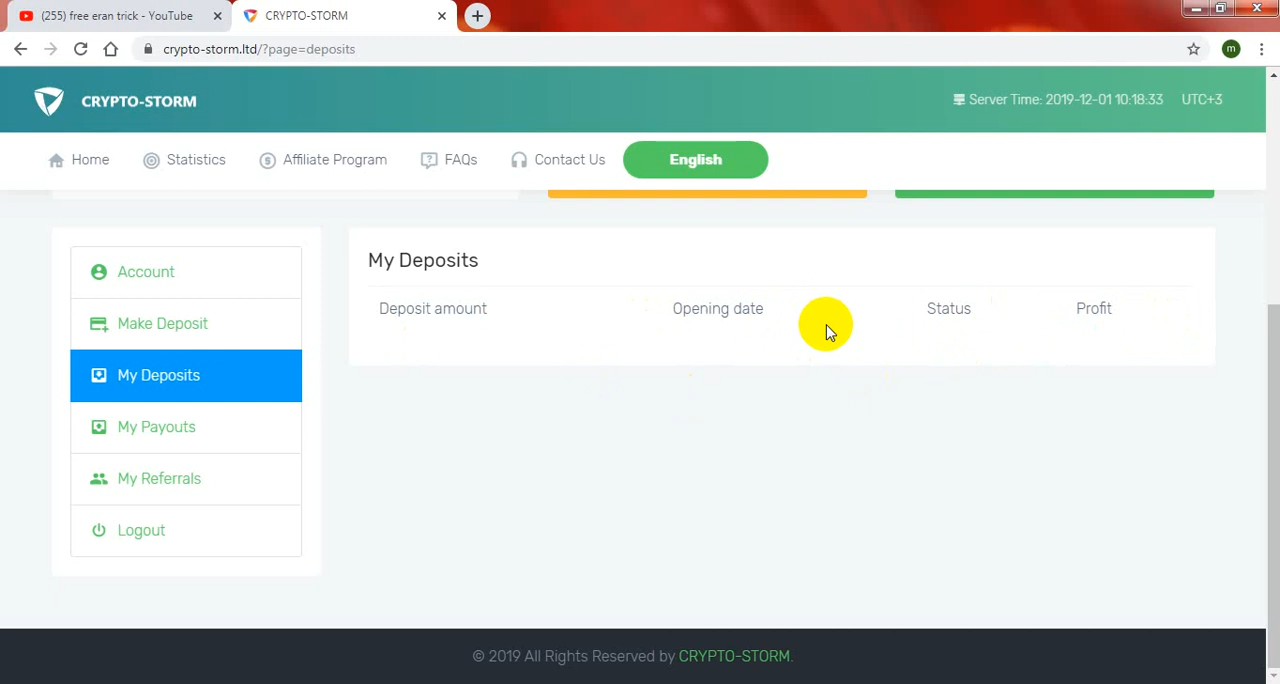 (255) free eran trick - YouTube
CRYPTO-STORM
crypto-storm.ltd/?page=deposits
m
CRYPTO-STORM
Server Time: 2019-12-01 10:18:33 UTC+3
Home Statistics Affiliate Program FAQs Contact Us English
Account
Make Deposit
My Deposits
My Payouts
My Referrals
Logout
My Deposits
Deposit amount Opening date Status Profit
© 2019 All Rights Reserved by CRYPTO-STORM.